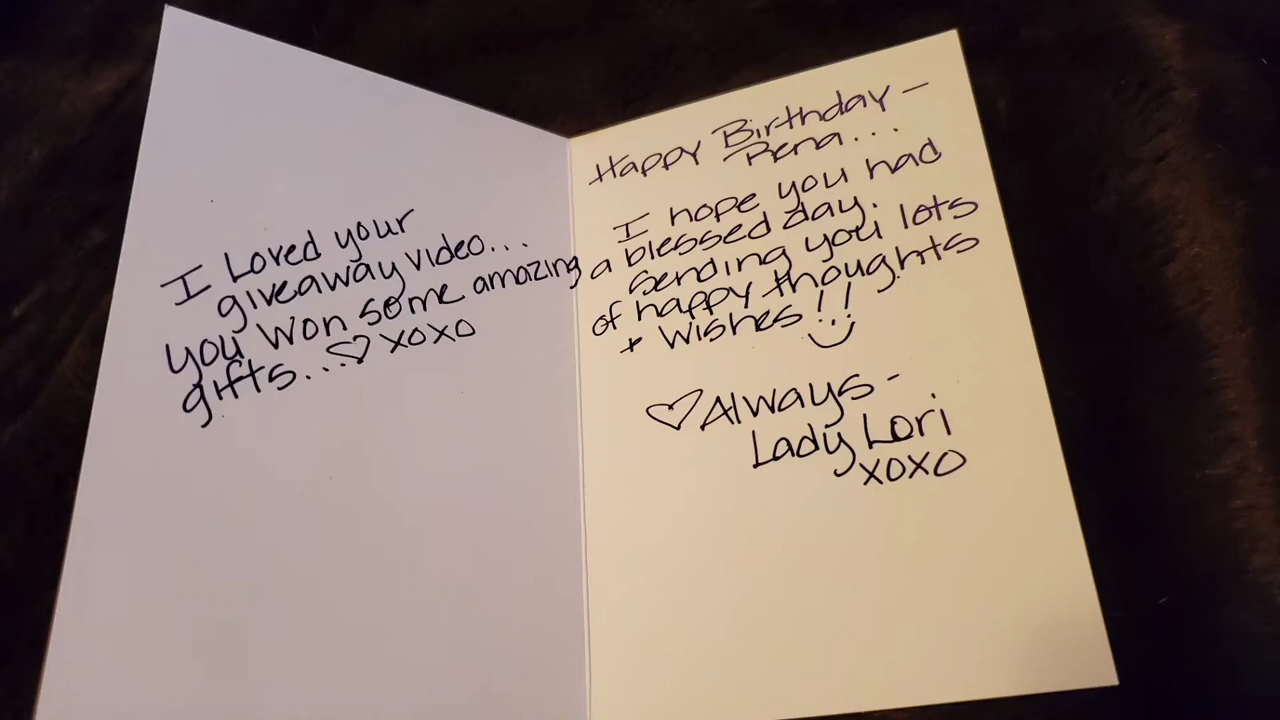 I Loved your
giveaway video...
you won some amazing
gifts...♡ xoxo
Happy Birthday –
Rena...
I hope you had
a blessed day.
Sending you lots
of happy thoughts
+ Wishes!!
♡ Always -
Lady Lori
xoxo